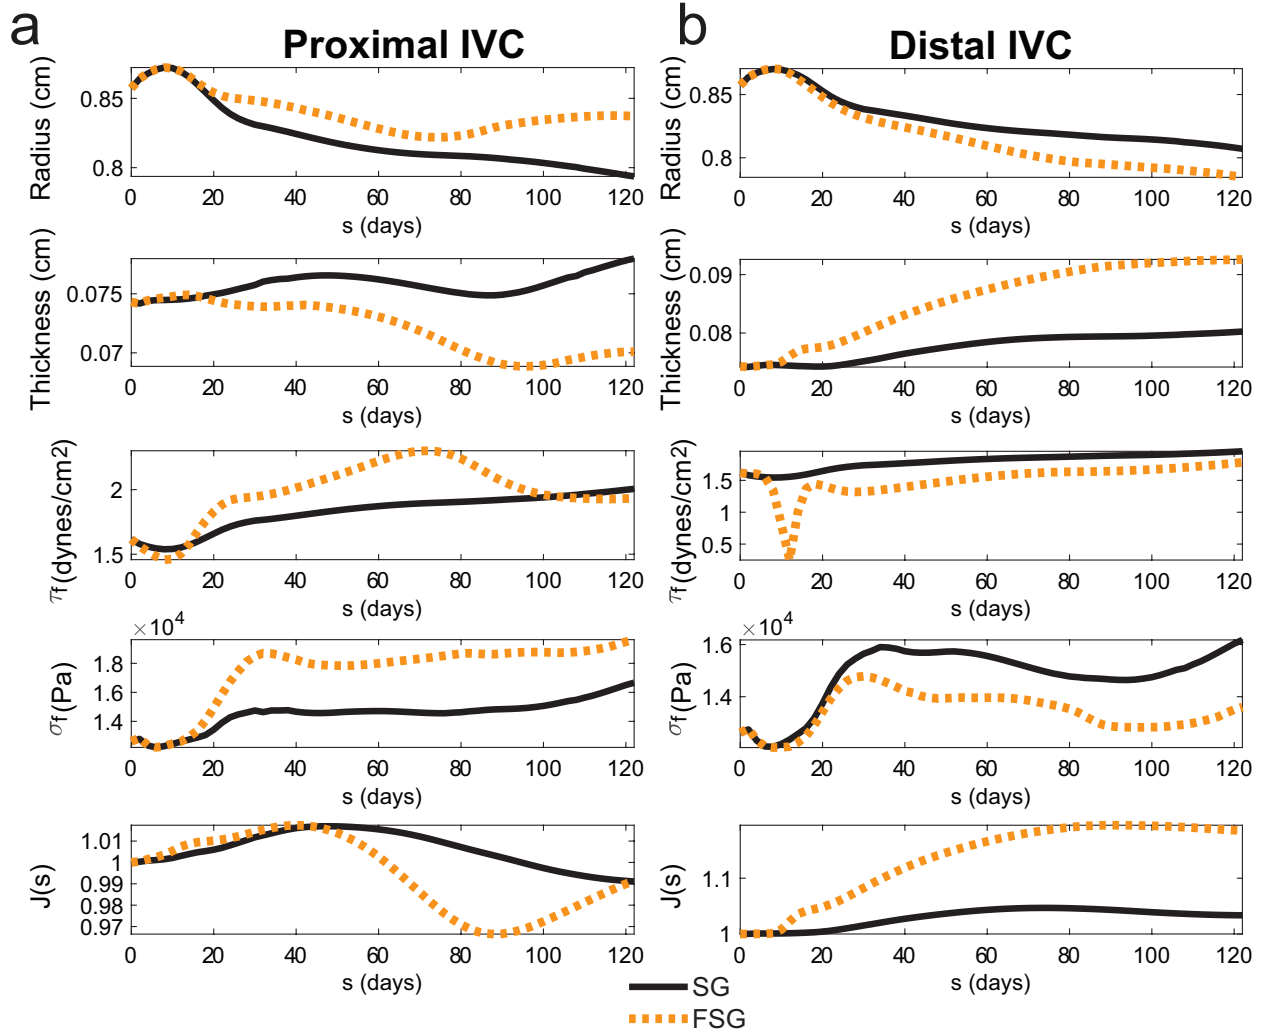 a
Proximal IVC
b
Distal IVC
Radius (cm)
0.85
0.8
0 20 40 60 80 100 120
s (days)
Radius (cm)
0.85
0.8
0 20 40 60 80 100 120
s (days)
Thickness (cm)
0.075
0.07
0 20 40 60 80 100 120
s (days)
Thickness (cm)
0.09
0.08
0 20 40 60 80 100 120
s (days)
τf(dynes/cm2)
2
1.5
0 20 40 60 80 100 120
s (days)
τf(dynes/cm2)
1.5
1
0.5
0 20 40 60 80 100 120
s (days)
×10^4
σf(Pa)
1.8
1.6
1.4
0 20 40 60 80 100 120
s (days)
×10^4
σf(Pa)
1.6
1.4
0 20 40 60 80 100 120
s (days)
J(s)
1.01
1
0.99
0.98
0.97
0 20 40 60 80 100 120
s (days)
J(s)
1.1
1
0 20 40 60 80 100 120
s (days)
SG
FSG